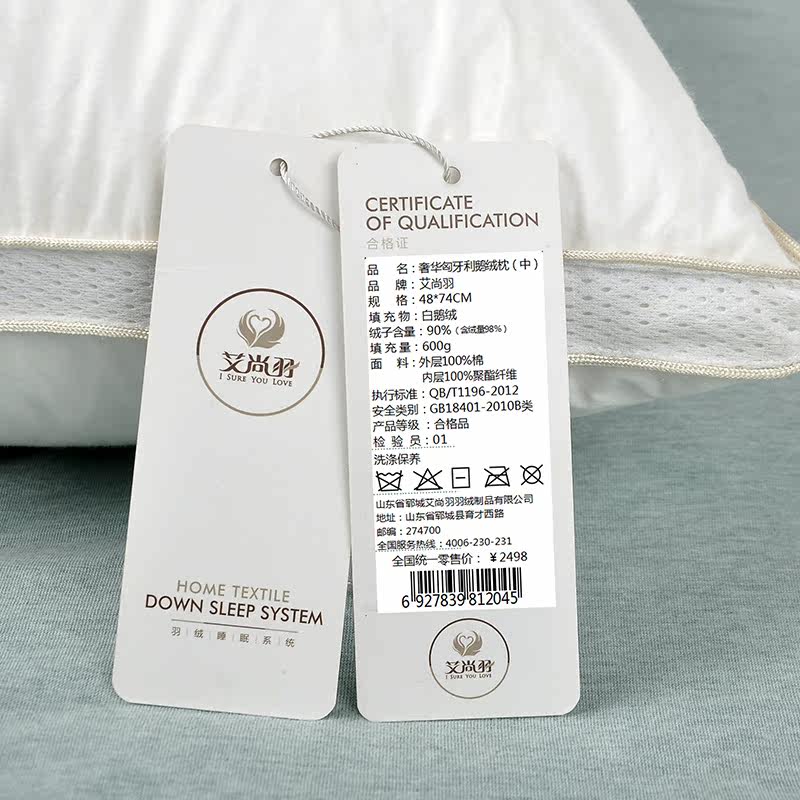 艾尚羽
I SURE YOU LOVE
HOME TEXTILE
DOWN SLEEP SYSTEM
羽 | 绒 | 睡 | 眠 | 系 | 统
CERTIFICATE
OF QUALIFICATION
合格证
品 名：奢华匈牙利鹅绒枕（中）
品 牌：艾尚羽
规 格：48*74CM
填 充 物：白鹅绒
绒子含量：90%（含绒量98%）
填 充 量：600g
面 料：外层100%棉
内层100%聚酯纤维
执行标准：QB/T1196-2012
安全类别：GB18401-2010B类
产品等级：合格品
检 验 员：01
洗涤保养
山东省郓城艾尚羽羽绒制品有限公司
地址：山东省郓城县育才西路
邮编：274700
全国服务热线：4006-230-231
全国统一零售价：￥2498
6 927839 812045
艾尚羽
I SURE YOU LOVE